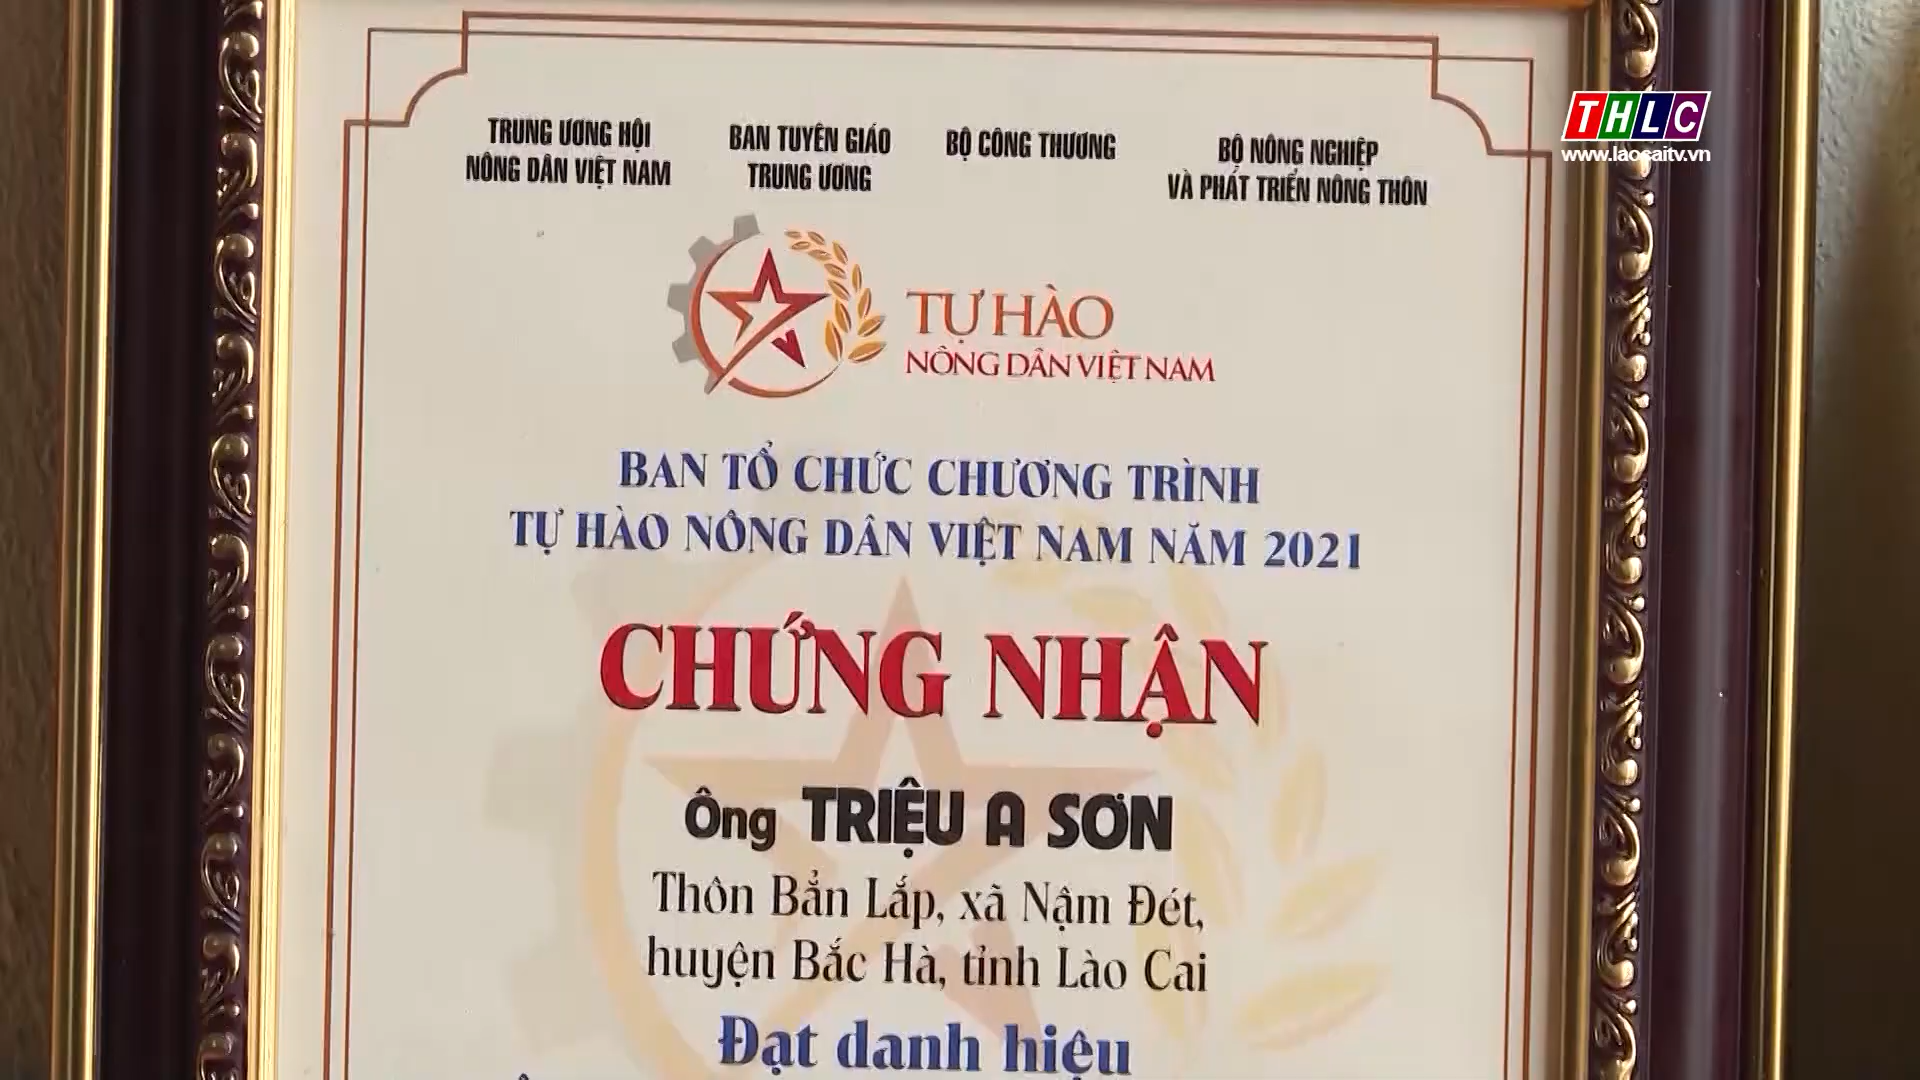 TRUNG ƯƠNG HỘI
NÔNG DÂN VIỆT NAM
BAN TUYÊN GIÁO
TRUNG ƯƠNG
BỘ CÔNG THƯƠNG
BỘ NÔNG NGHIỆP
VÀ PHÁT TRIỂN NÔNG THÔN
THLC
www.laocaitv.vn
TỰ HÀO
NÔNG DÂN VIỆT NAM
BAN TỔ CHỨC CHƯƠNG TRÌNH
TỰ HÀO NÔNG DÂN VIỆT NAM NĂM 2021
CHỨNG NHẬN
Ông TRIỆU A SƠN
Thôn Bản Lắp, xã Nậm Đét,
huyện Bắc Hà, tỉnh Lào Cai
Đạt danh hiệu